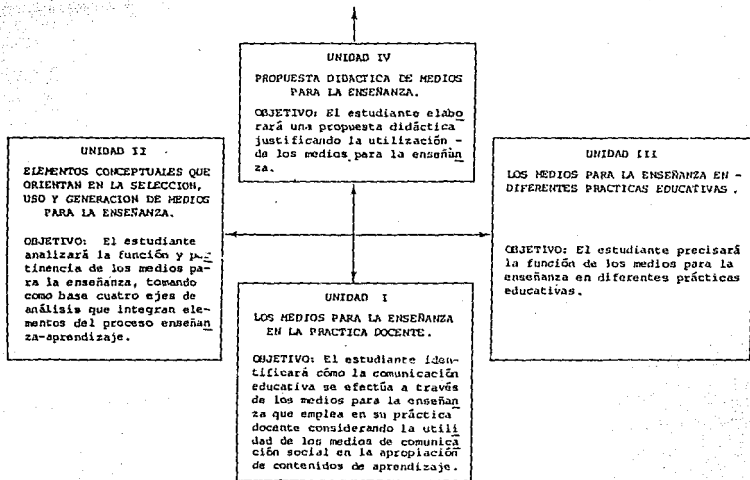 UNIDAD IV
PROPUESTA DIDACTICA DE MEDIOS
PARA LA ENSEÑANZA.
OBJETIVO: El estudiante elabo
rará una propuesta didáctica
justificando la utilización -
de los medios para la enseñan
za.
UNIDAD II
ELEMENTOS CONCEPTUALES QUE
ORIENTAN EN LA SELECCION,
USO Y GENERACION DE MEDIOS
PARA LA ENSEÑANZA.
OBJETIVO: El estudiante
analizará la función y per
tinencia de los medios pa-
ra la enseñanza, tomando
como base cuatro ejes de
análisis que integran ele-
mentos del proceso enseñan
za-aprendizaje.
UNIDAD III
LOS MEDIOS PARA LA ENSEÑANZA EN -
DIFERENTES PRACTICAS EDUCATIVAS .
OBJETIVO: El estudiante precisará
la función de los medios para la
enseñanza en diferentes prácticas
educativas.
UNIDAD I
LOS MEDIOS PARA LA ENSEÑANZA
EN LA PRACTICA DOCENTE.
OBJETIVO: El estudiante iden-
tificará cómo la comunicación
educativa se efectúa a través
de los medios para la enseñan
za que emplea en su práctica
docente considerando la utili
dad de los medios de comunica
ción social en la apropiación
de contenidos de aprendizaje.